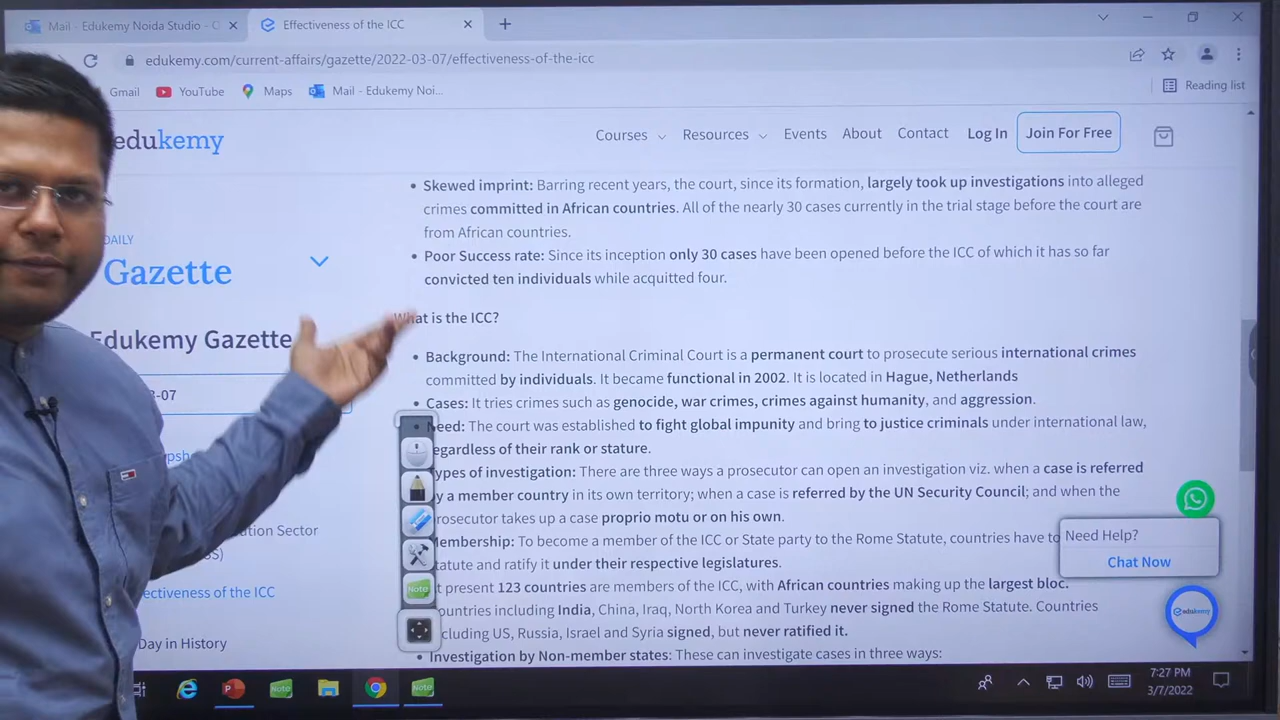 Mail - Edukemy Noida Studio - O
Effectiveness of the ICC
edukemy.com/current-affairs/gazette/2022-03-07/effectiveness-of-the-icc
Gmail YouTube Maps Mail - Edukemy Noi... Reading list
edukemy Courses Resources Events About Contact Log In Join For Free
DAILY
Gazette
Edukemy Gazette
-07
tion Sector
S)
ectiveness of the ICC
Day in History
• Skewed imprint: Barring recent years, the court, since its formation, largely took up investigations into alleged
crimes committed in African countries. All of the nearly 30 cases currently in the trial stage before the court are
from African countries.
• Poor Success rate: Since its inception only 30 cases have been opened before the ICC of which it has so far
convicted ten individuals while acquitted four.
What is the ICC?
• Background: The International Criminal Court is a permanent court to prosecute serious international crimes
committed by individuals. It became functional in 2002. It is located in Hague, Netherlands
• Cases: It tries crimes such as genocide, war crimes, crimes against humanity, and aggression.
Need: The court was established to fight global impunity and bring to justice criminals under international law,
regardless of their rank or stature.
ypes of investigation: There are three ways a prosecutor can open an investigation viz. when a case is referred
y a member country in its own territory; when a case is referred by the UN Security Council; and when the
prosecutor takes up a case proprio motu or on his own.
Membership: To become a member of the ICC or State party to the Rome Statute, countries have to
tatute and ratify it under their respective legislatures.
t present 123 countries are members of the ICC, with African countries making up the largest bloc.
ountries including India, China, Iraq, North Korea and Turkey never signed the Rome Statute. Countries
cluding US, Russia, Israel and Syria signed, but never ratified it.
• Investigation by Non-member states: These can investigate cases in three ways:
Note
Need Help?
Chat Now
edukemy
Note
Note
7:27 PM
3/7/2022